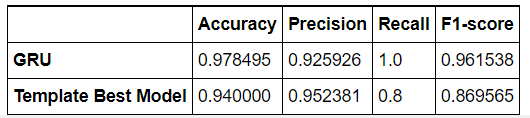 Accuracy Precision Recall F1-score
GRU 0.978495 0.925926 1.0 0.961538
Template Best Model 0.940000 0.952381 0.8 0.869565